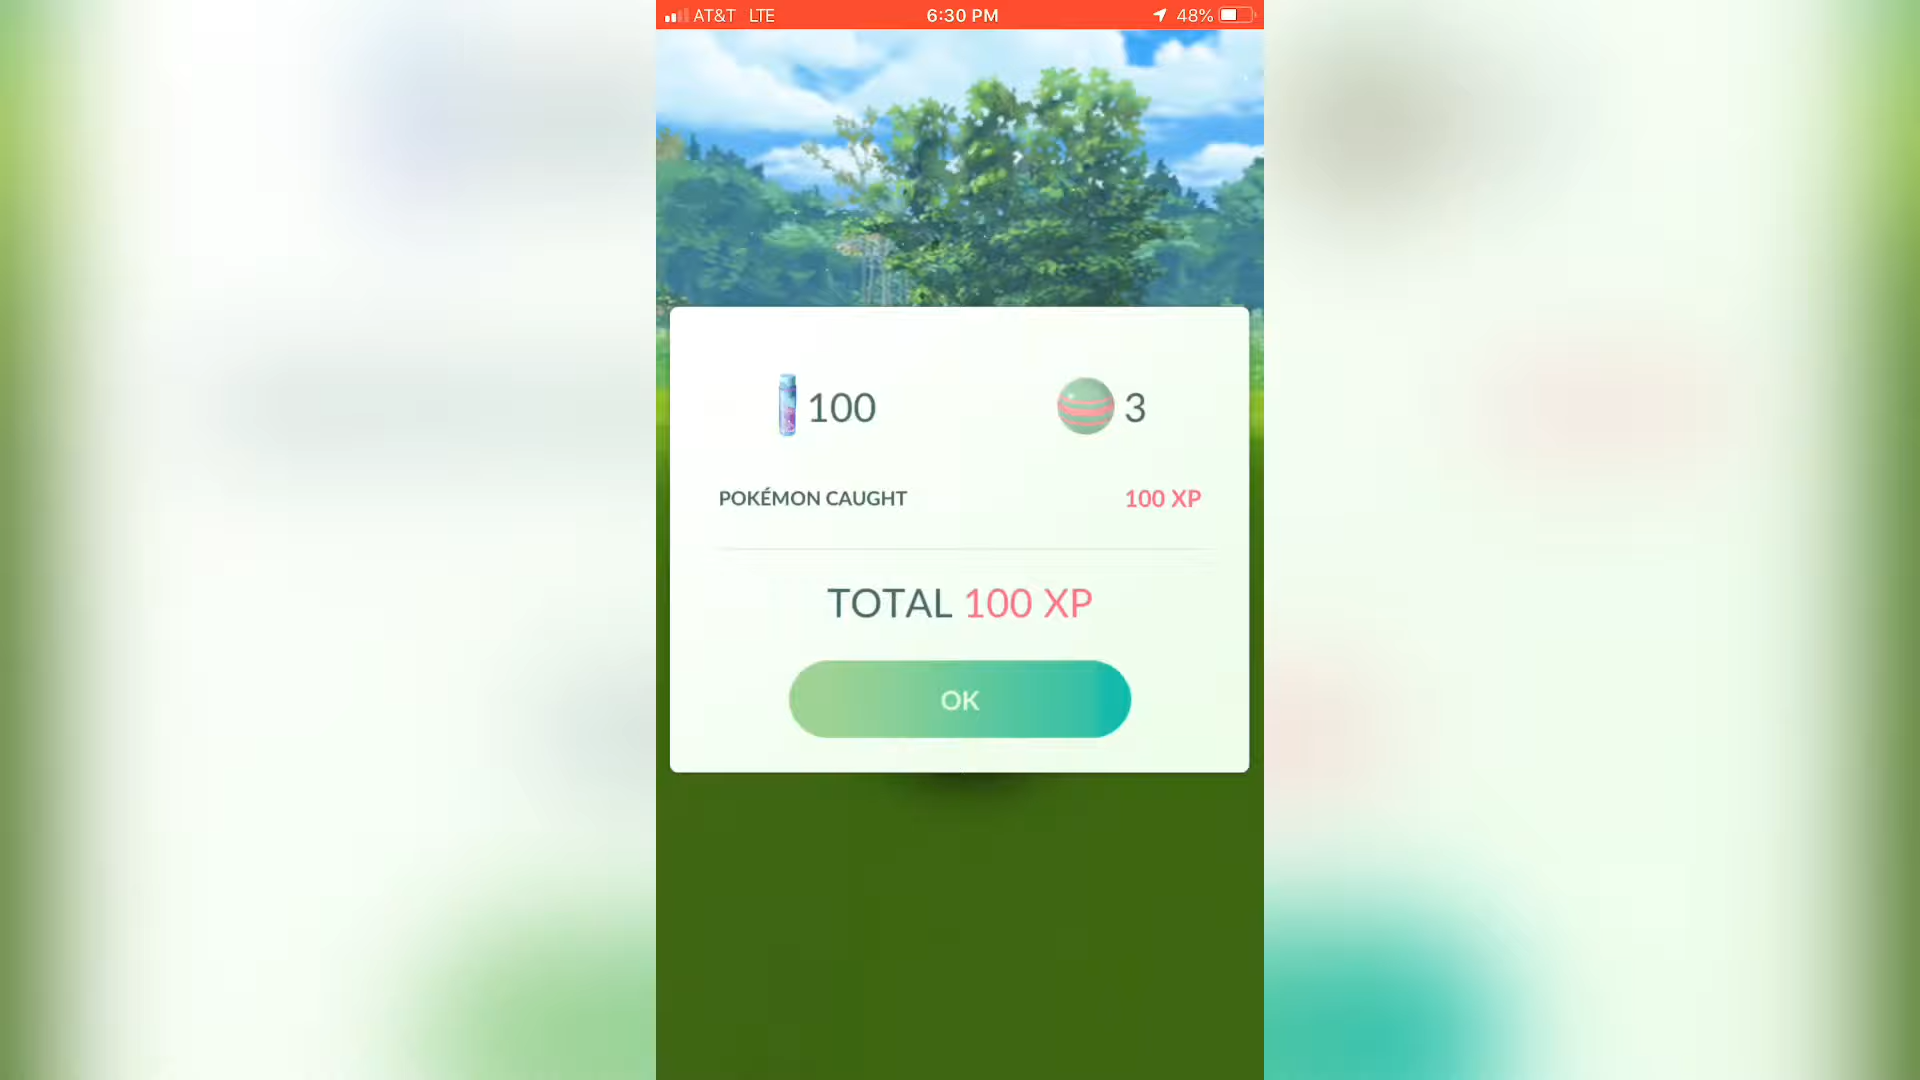 AT&T LTE 6:30 PM 48%
100 3
POKÉMON CAUGHT 100 XP
TOTAL 100 XP
OK